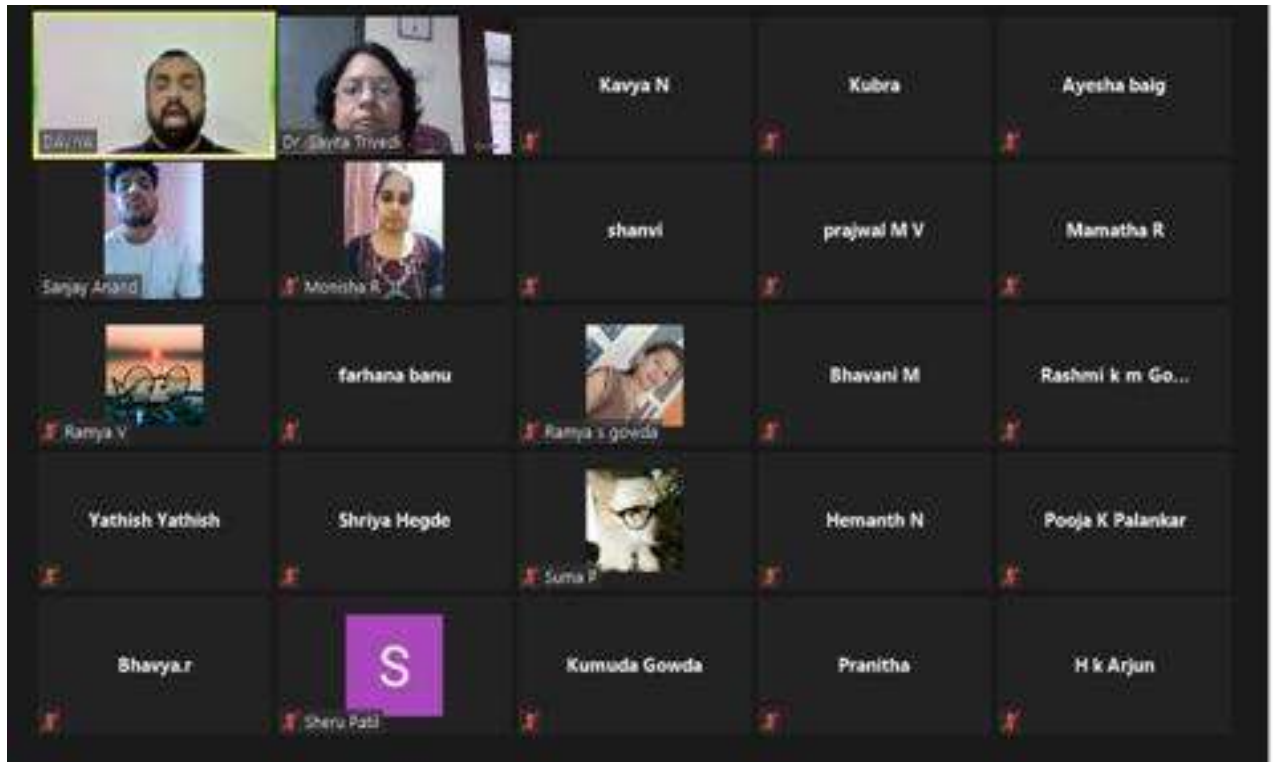 Dr. Savita Trivedi
Kavya N
Kubra
Ayesha baig
Sanjay Anand
Monisha R
shanvi
prajwal M V
Mamatha R
Ramya V
farhana banu
Ramya s gowda
Bhavani M
Rashmi k m Go...
Yathish Yathish
Shriya Hegde
Suma P
Hemanth N
Pooja K Palankar
Bhavya.r
S
Sheru Patil
Kumuda Gowda
Pranitha
H k Arjun